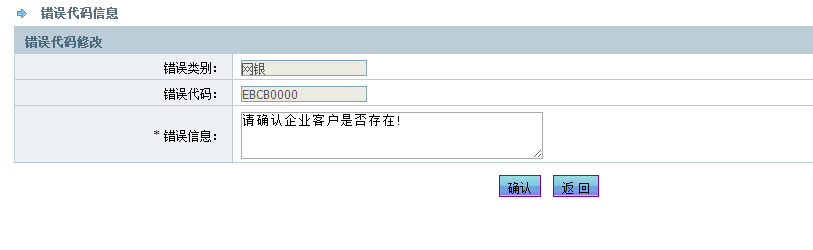 错误代码信息
错误代码修改
错误类别： 网银
错误代码： EBCB0000
* 错误信息： 请确认企业客户是否存在!
确认 返 回